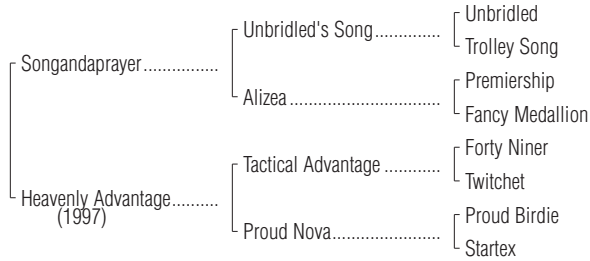 Unbridled
Unbridled's Song..............
Trolley Song
Songandaprayer................
Premiership
Alizea................................
Fancy Medallion
Forty Niner
Tactical Advantage ............
Twitchet
Heavenly Advantage..........
(1997)
Proud Birdie
Proud Nova.......................
Startex